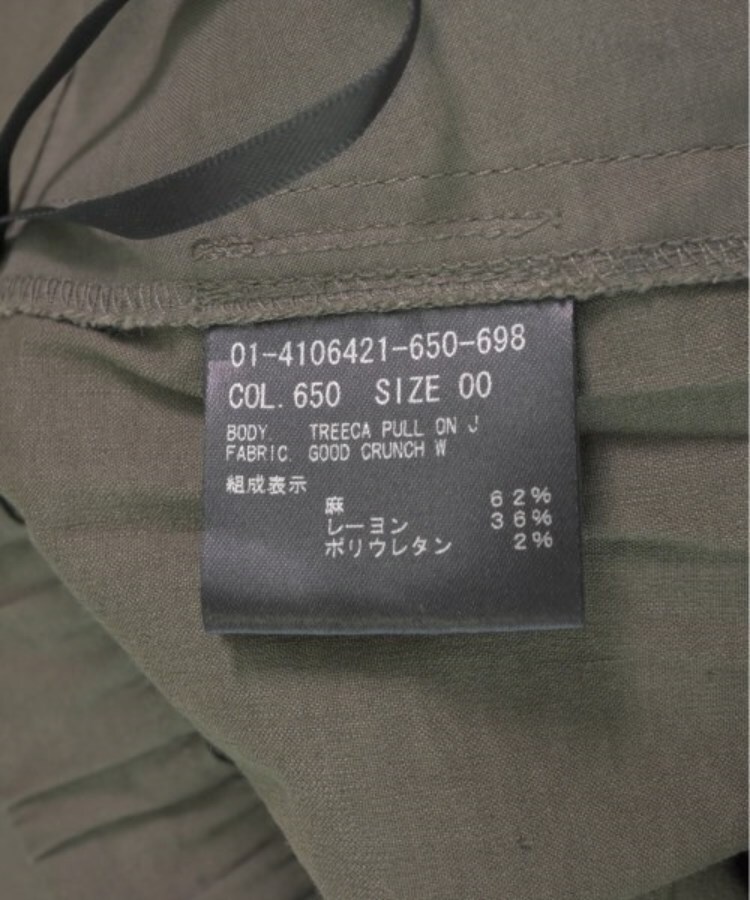 01-4106421-650-698
COL. 650 SIZE 00
BODY. TREECA PULL ON J
FABRIC. GOOD CRUNCH W
組成表示
麻 62%
レーヨン 36%
ポリウレタン 2%